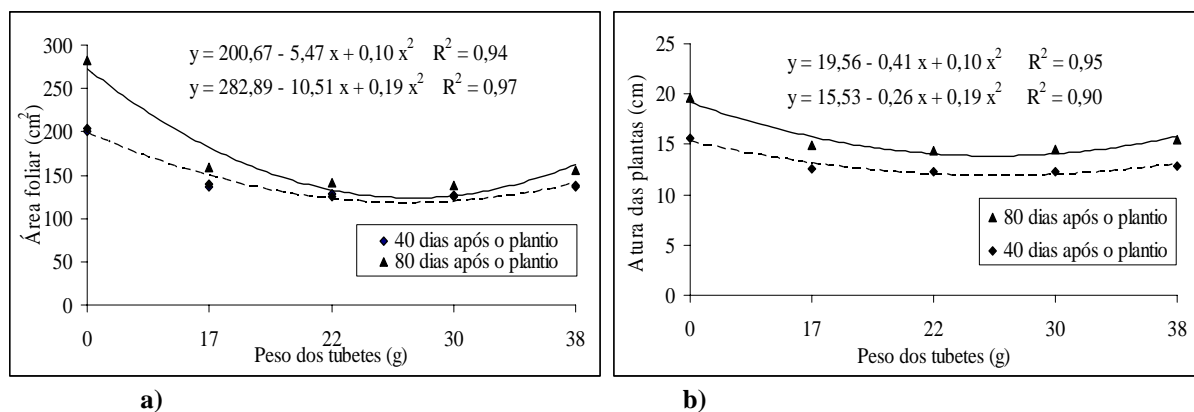 y = 200,67 - 5,47 x + 0,10 x² R² = 0,94
y = 282,89 - 10,51 x + 0,19 x² R² = 0,97
Área foliar (cm²)
300
250
200
150
100
50
0
40 dias após o plantio
80 dias após o plantio
0 17 22 30 38
Peso dos tubetes (g)
a)
y = 19,56 - 0,41 x + 0,10 x² R² = 0,95
y = 15,53 - 0,26 x + 0,19 x² R² = 0,90
Atura das plantas (cm)
25
20
15
10
5
0
80 dias após o plantio
40 dias após o plantio
0 17 22 30 38
Peso dos tubetes (g)
b)